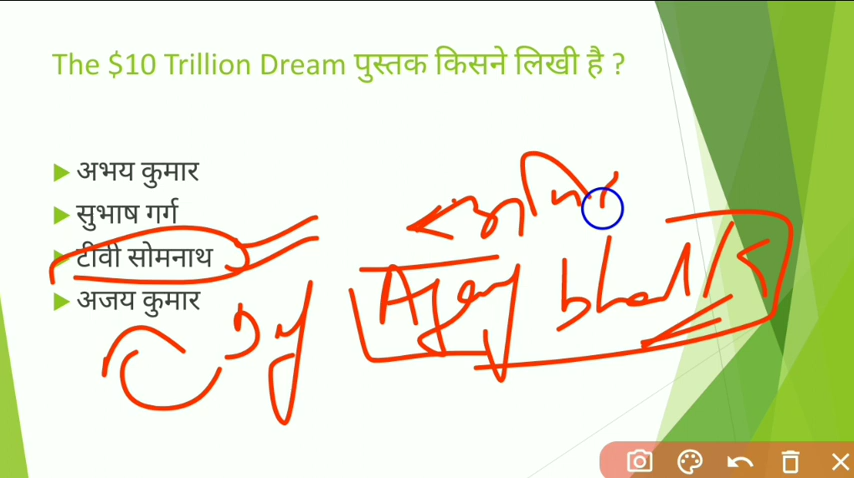 The $10 Trillion Dream पुस्तक किसने लिखी है ?
अभय कुमार
सुभाष गर्ग
टीवी सोमनाथ
अजय कुमार
Ajay bhalla